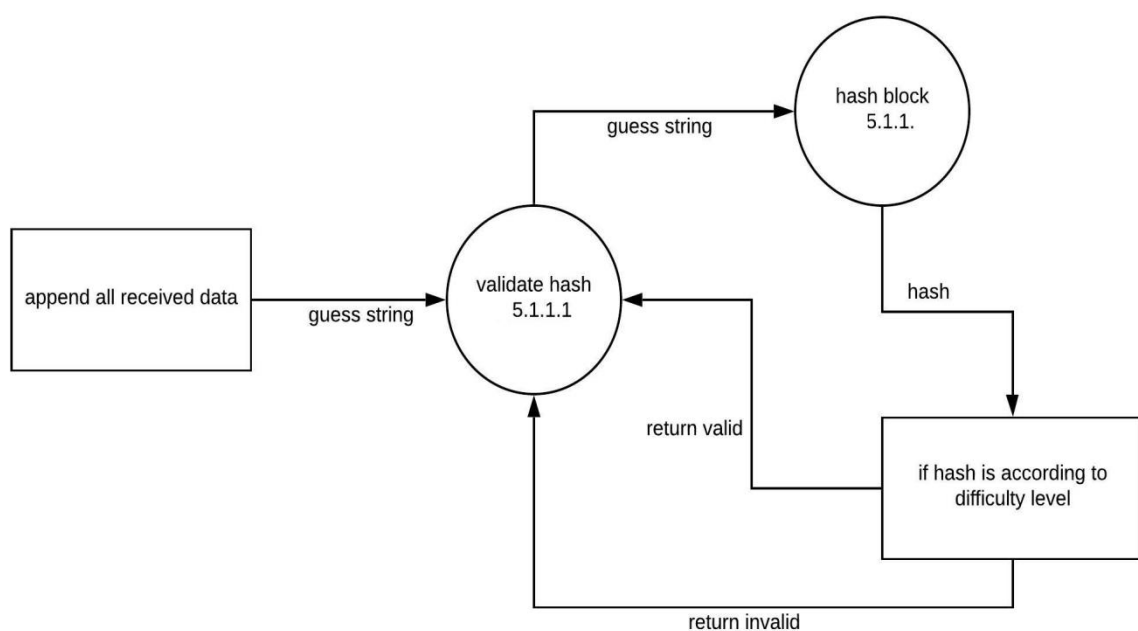 hash block
5.1.1.
guess string
append all received data
guess string
validate hash
5.1.1.1
hash
return valid
if hash is according to
difficulty level
return invalid